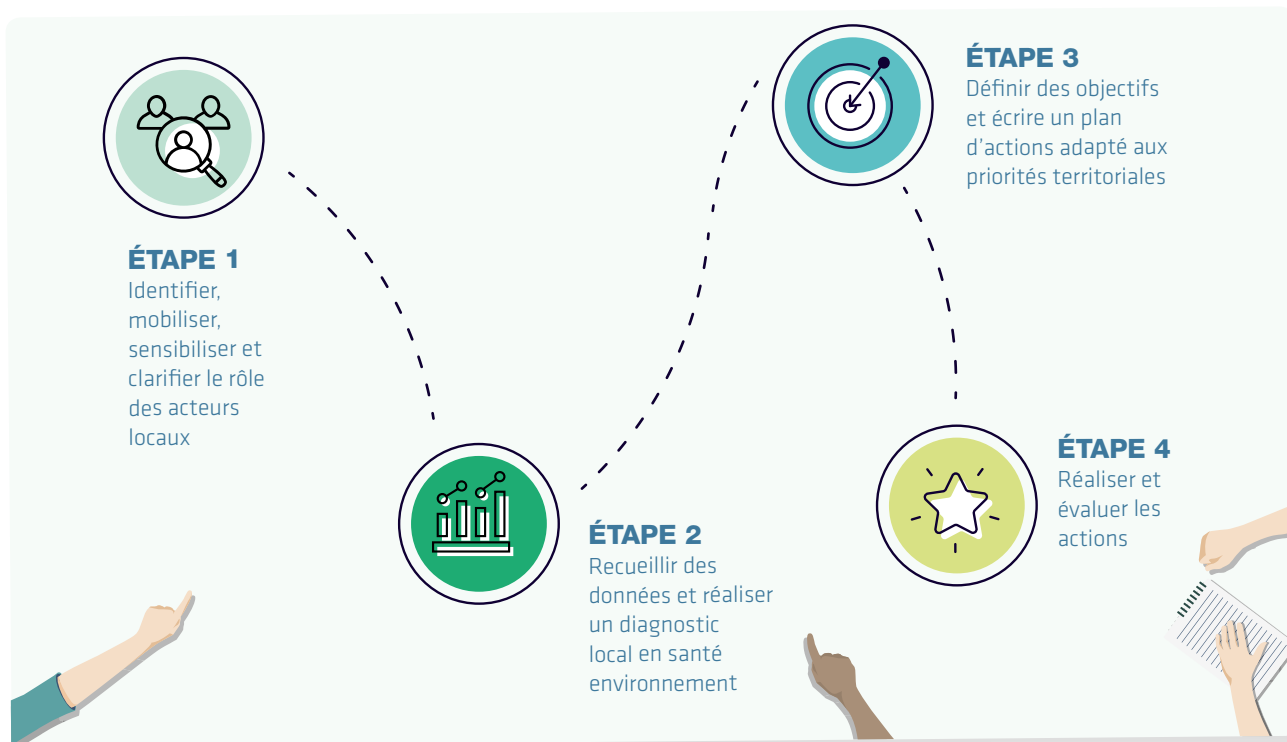 ÉTAPE 1
Identifier,
mobiliser,
sensibiliser et
clarifier le rôle
des acteurs
locaux
ÉTAPE 2
Recueillir des
données et réaliser
un diagnostic
local en santé
environnement
ÉTAPE 3
Définir des objectifs
et écrire un plan
d'actions adapté aux
priorités territoriales
ÉTAPE 4
Réaliser et
évaluer les
actions